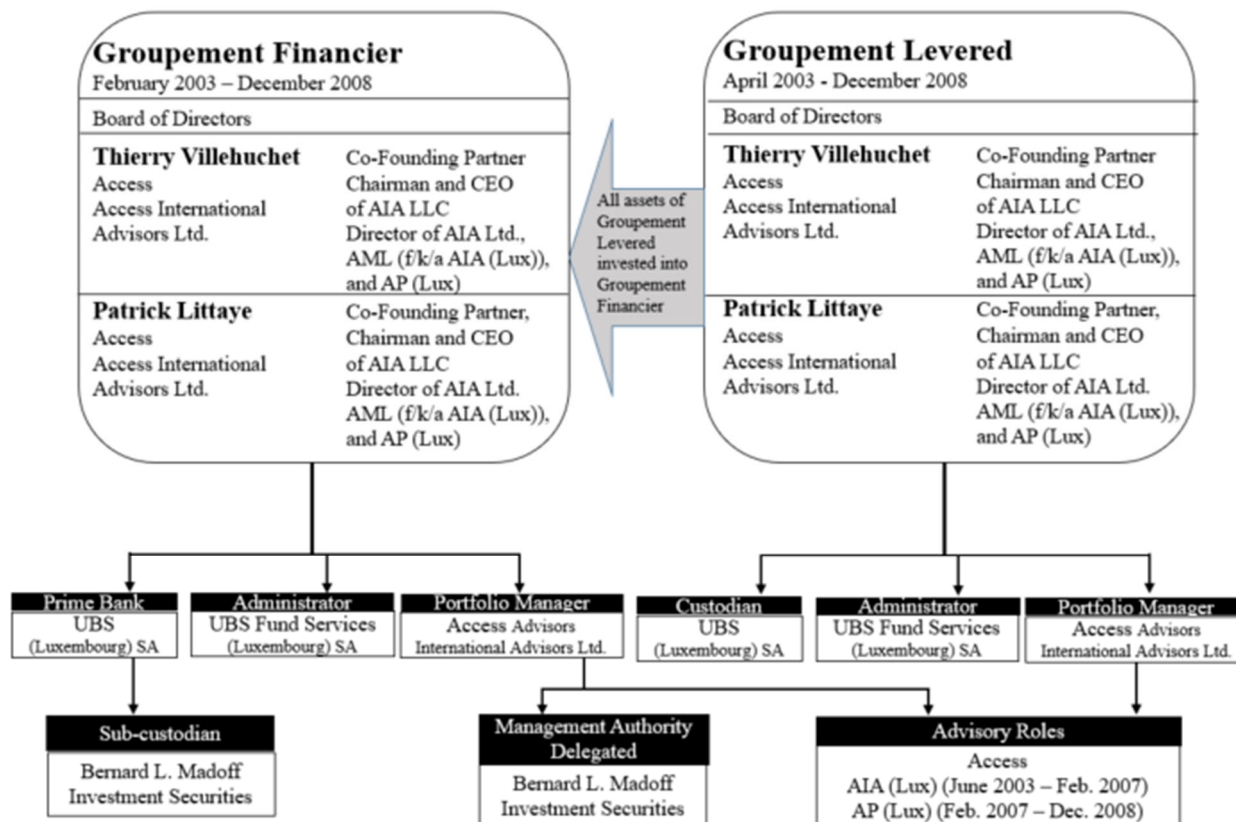 Groupement Financier
February 2003 – December 2008
Board of Directors
Thierry Villehuchet
Access
Access International
Advisors Ltd.
Co-Founding Partner
Chairman and CEO
of AIA LLC
Director of AIA Ltd.,
AML (f/k/a AIA (Lux)),
and AP (Lux)
Patrick Littaye
Access
Access International
Advisors Ltd.
Co-Founding Partner,
Chairman and CEO
of AIA LLC
Director of AIA Ltd.
AML (f/k/a AIA (Lux)),
and AP (Lux)
All assets of
Groupement
Levered
invested into
Groupement
Financier
Groupement Levered
April 2003 - December 2008
Board of Directors
Thierry Villehuchet
Access
Access International
Advisors Ltd.
Co-Founding Partner
Chairman and CEO
of AIA LLC
Director of AIA Ltd.,
AML (f/k/a AIA (Lux)),
and AP (Lux)
Patrick Littaye
Access
Access International
Advisors Ltd.
Co-Founding Partner,
Chairman and CEO
of AIA LLC
Director of AIA Ltd.
AML (f/k/a AIA (Lux)),
and AP (Lux)
Prime Bank
UBS
(Luxembourg) SA
Administrator
UBS Fund Services
(Luxembourg) SA
Portfolio Manager
Access Advisors
International Advisors Ltd.
Custodian
UBS
(Luxembourg) SA
Administrator
UBS Fund Services
(Luxembourg) SA
Portfolio Manager
Access Advisors
International Advisors Ltd.
Sub-custodian
Bernard L. Madoff
Investment Securities
Management Authority
Delegated
Bernard L. Madoff
Investment Securities
Advisory Roles
Access
AIA (Lux) (June 2003 – Feb. 2007)
AP (Lux) (Feb. 2007 – Dec. 2008)